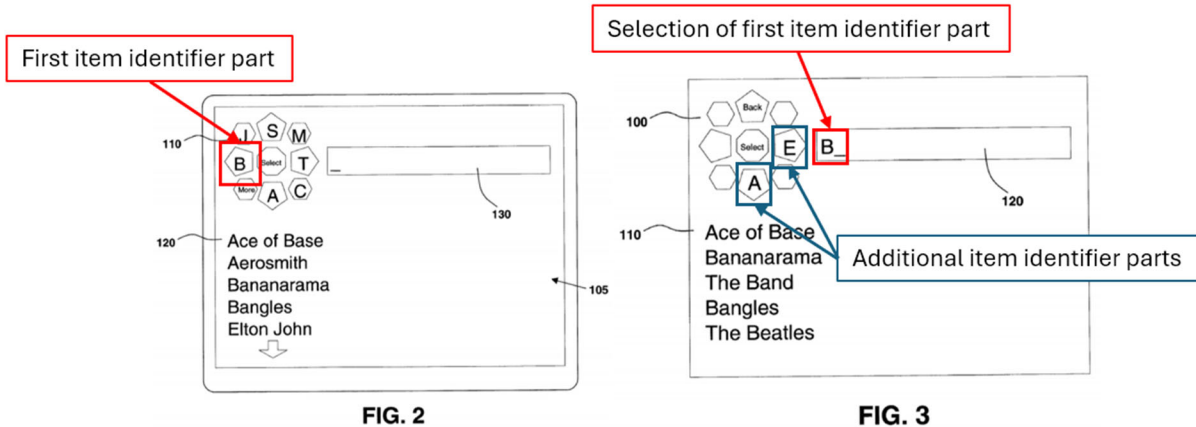 First item identifier part
Selection of first item identifier part
110
J S M
B Select T
More A C
_
130
120
Ace of Base
Aerosmith
Bananarama
Bangles
Elton John
105
FIG. 2
100
Back
Select E
A
B_
120
110
Ace of Base
Bananarama
The Band
Bangles
The Beatles
Additional item identifier parts
FIG. 3